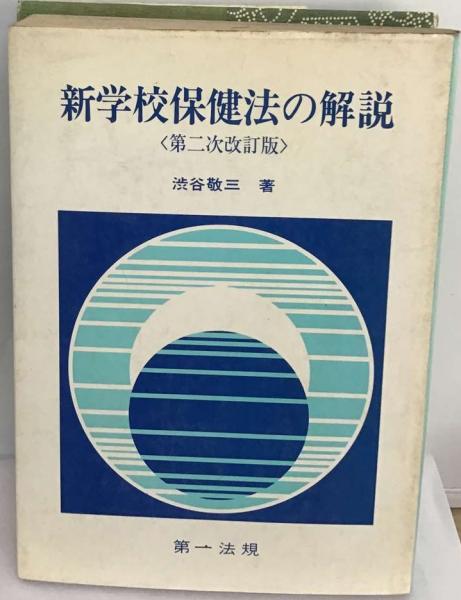 新学校保健法の解説
〈第二次改訂版〉
渋谷敬三 著
第一法規